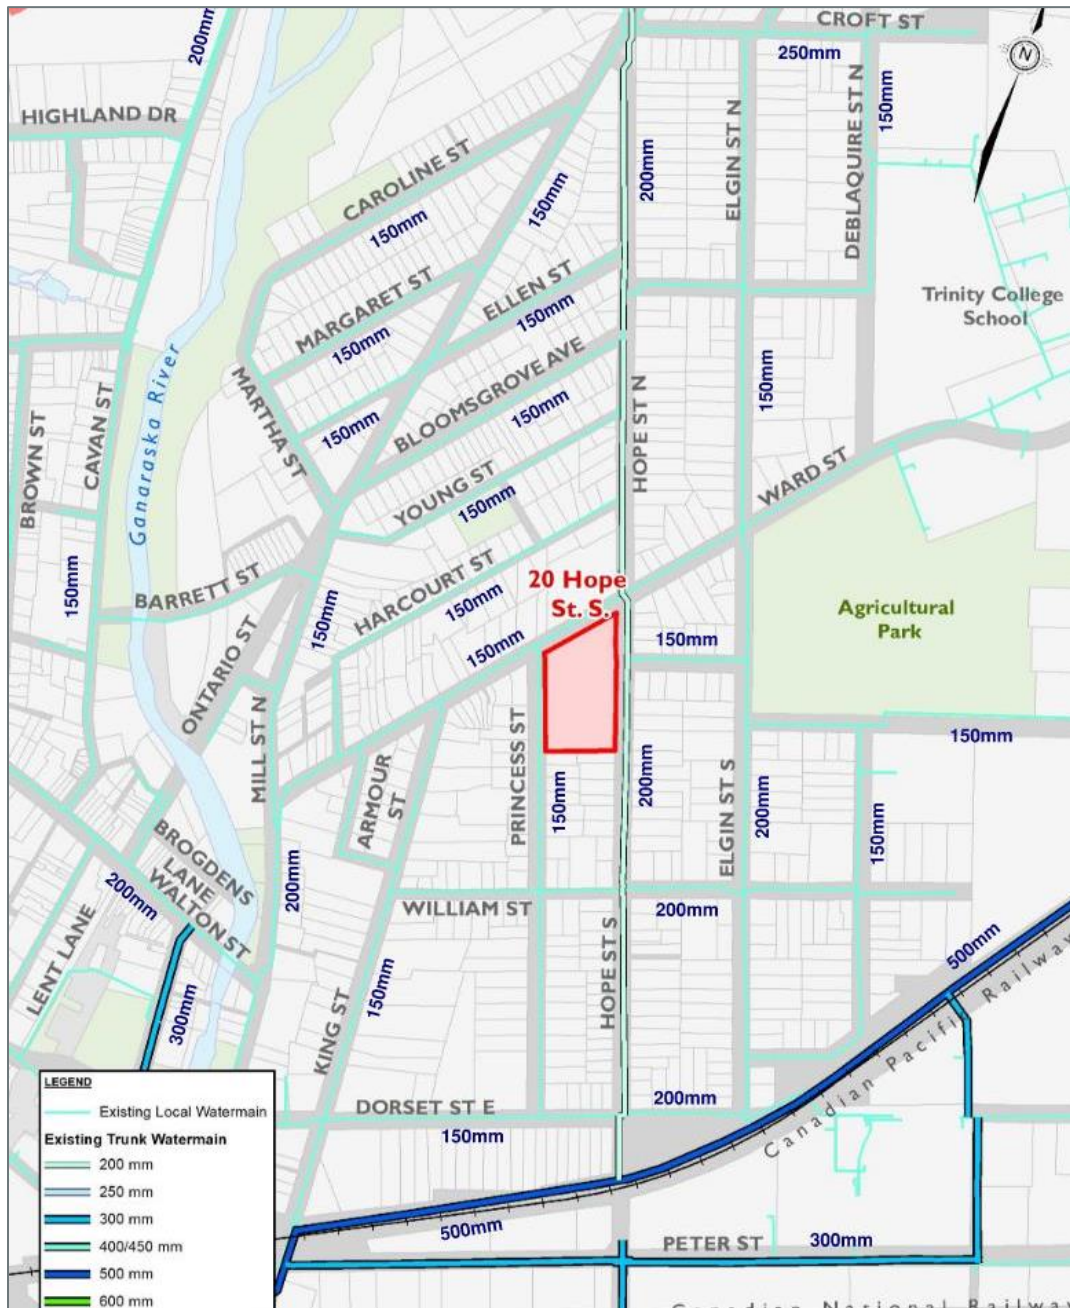 CROFT ST
200mm
250mm
N
HIGHLAND DR
150mm
DEBLAQUIRE ST N
ELGIN ST N
200mm
CAROLINE ST
150mm
150mm
MARGARET ST
ELLEN ST
Trinity College
School
150mm
150mm
Ganaraska River
BLOOMSGROVE AVE
150mm
MARTHA ST
HOPE ST N
150mm
150mm
BROWN ST
CAVAN ST
YOUNG ST
150mm
WARD ST
HARCOURT ST
150mm
20 Hope
St. S.
BARRETT ST
150mm
150mm
150mm
150mm
Agricultural
Park
ONTARIO ST
MILL ST N
PRINCESS ST
150mm
ARMOUR
ST
150mm
200mm
ELGIN ST S
200mm
150mm
BROGDENS
LANE
WALTON ST
200mm
200mm
WILLIAM ST
200mm
LENT LANE
300mm
KING ST
150mm
HOPE ST S
500mm
Canadian Pacific Railway
200mm
DORSET ST E
150mm
500mm
PETER ST
300mm
Canadian National Railway
LEGEND
Existing Local Watermain
Existing Trunk Watermain
200 mm
250 mm
300 mm
400/450 mm
500 mm
600 mm